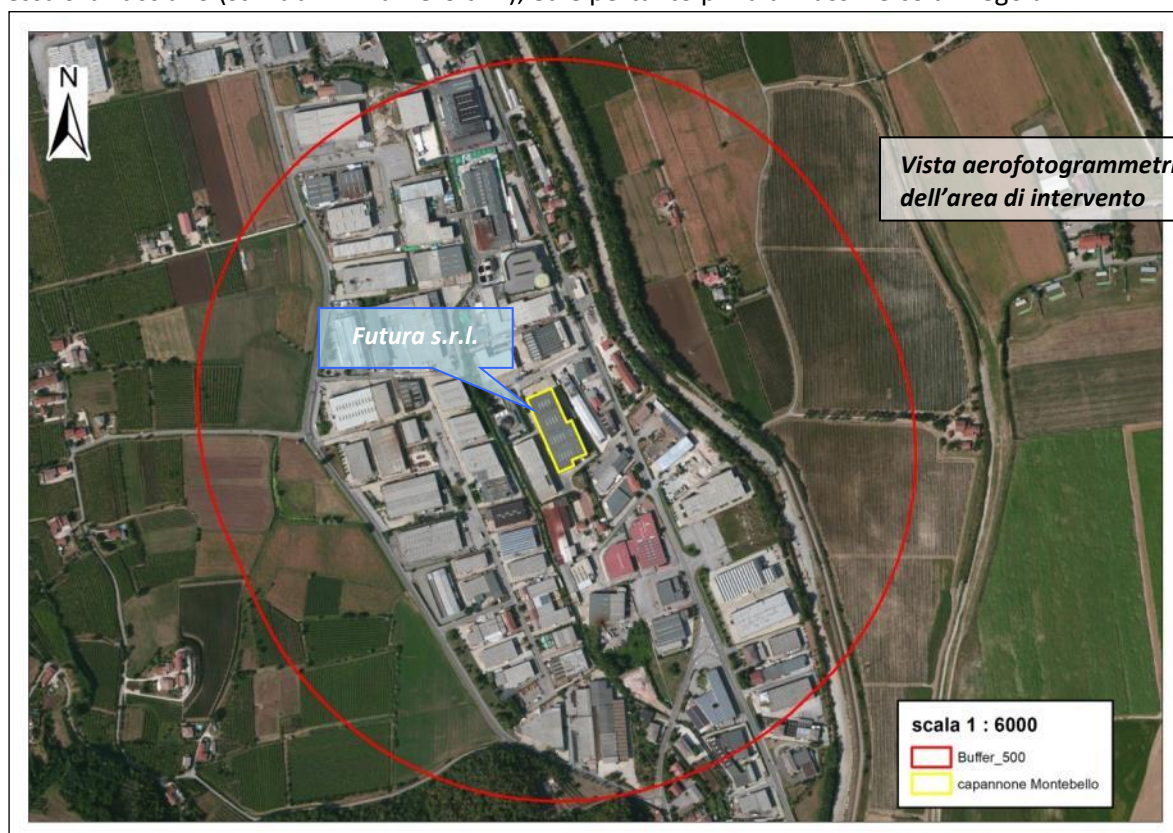 N
Vista aerofotogrammetri
dell'area di intervento
Futura s.r.l.
scala 1 : 6000
Buffer_500
capannone Montebello